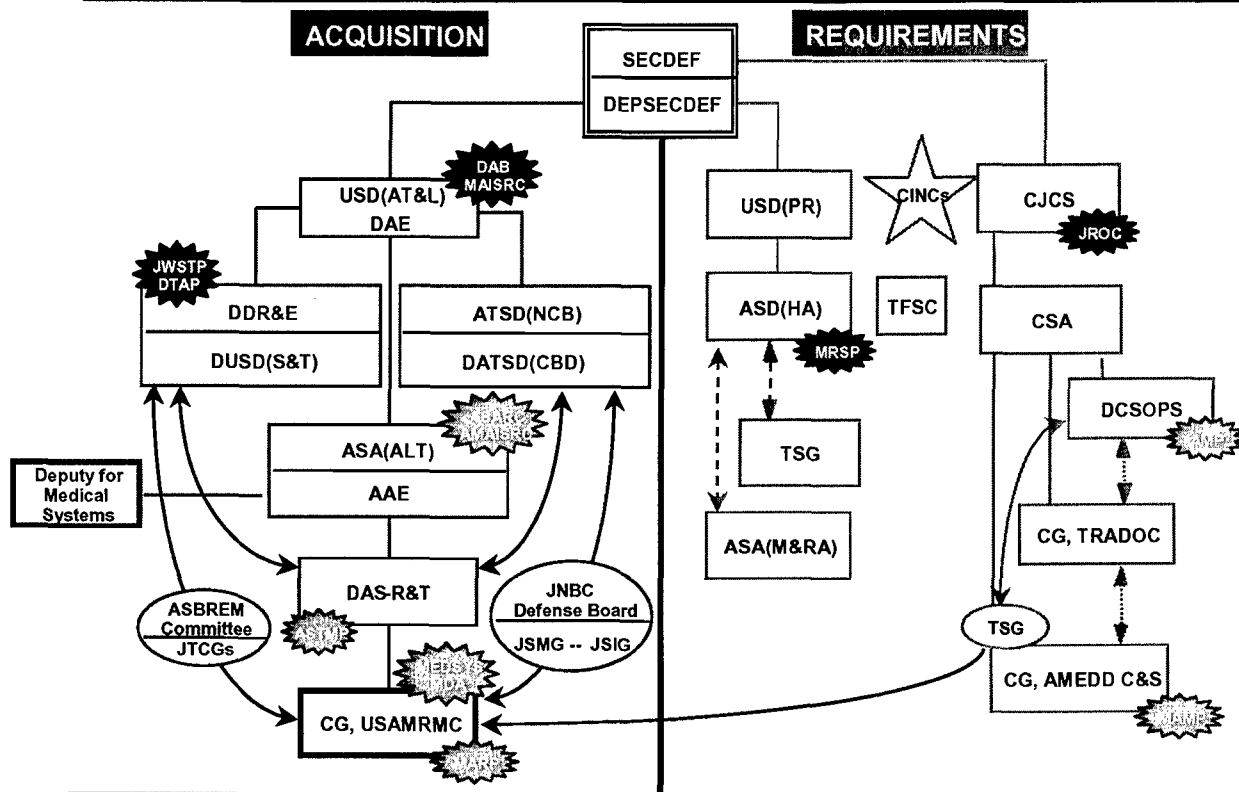 ACQUISITION
REQUIREMENTS
SECDEF
DEPSECDEF
DAB
MAISRC
USD(AT&L)
DAE
USD(PR)
CINCs
CJCS
JROC
JWSTP
DTAP
DDR&E
DUSD(S&T)
ATSD(NCB)
DATSD(CBD)
ASD(HA)
MRSP
TFSC
CSA
DCSOPS
ASA(ALT)
AAE
Deputy for
Medical
Systems
TSG
ASA(M&RA)
CG, TRADOC
DAS-R&T
ASBREM
Committee
JTCGs
JNBC
Defense Board
JSMG -- JSIG
TSG
CG, AMEDD C&S
CG, USAMRMC